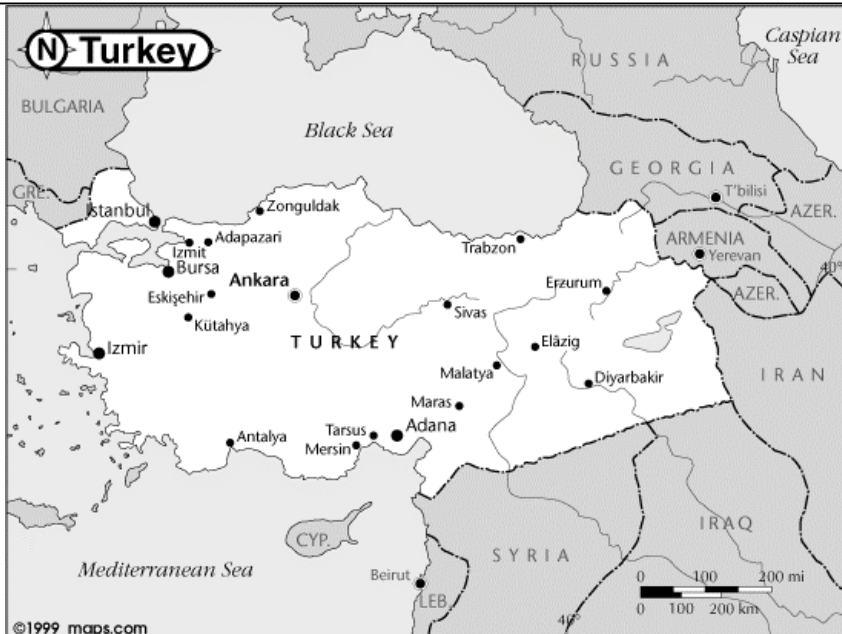 N Turkey
Caspian
Sea
RUSSIA
BULGARIA
Black Sea
GEORGIA
T'bilisi
GRE.
Zonguldak
Istanbul
AZER.
Adapazari
Izmit
Trabzon
ARMENIA
Yerevan
Bursa
40°
Ankara
Erzurum
AZER.
Eskişehir
Sivas
Kütahya
TURKEY
Elâzig
Izmir
Malatya
Diyarbakir
IRAN
Maras
Tarsus
Adana
Antalya
Mersin
IRAQ
CYP.
SYRIA
Mediterranean Sea
Beirut
0 100 200 mi
LEB.
0 100 200 km
40°
©1999 maps.com